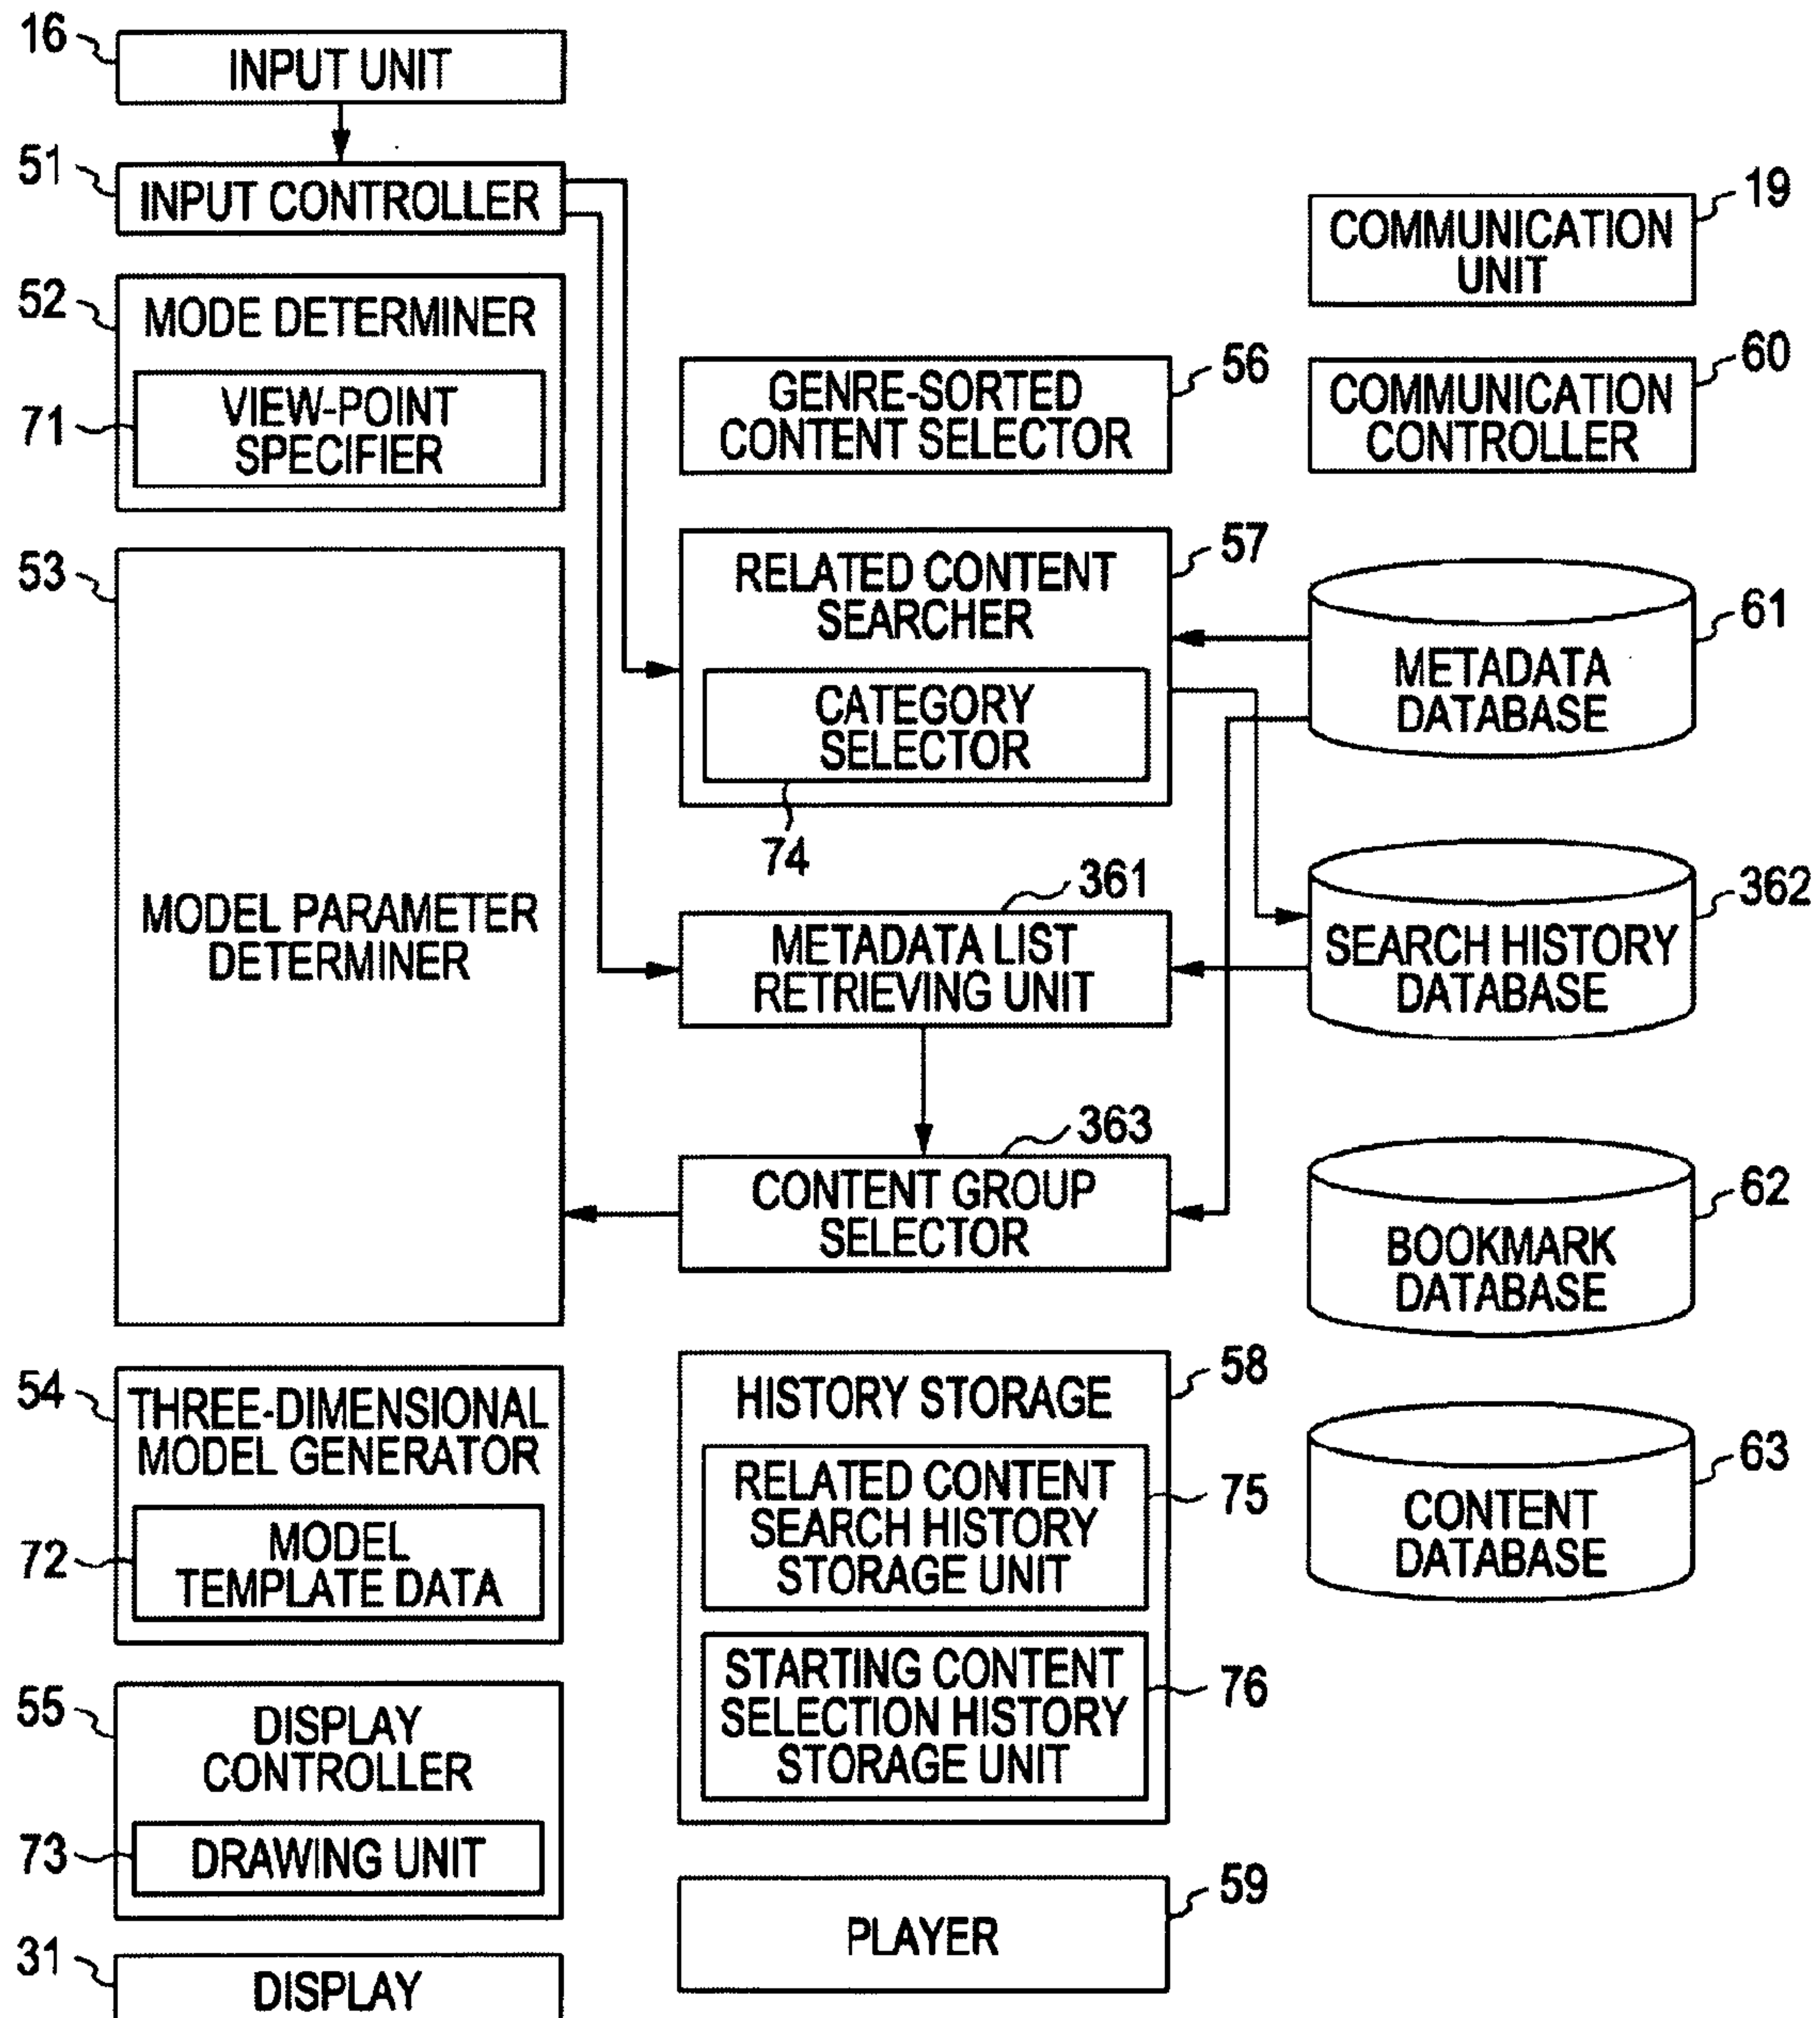 16
INPUT UNIT
51
INPUT CONTROLLER
52
MODE DETERMINER
71
VIEW-POINT
SPECIFIER
53
MODEL PARAMETER
DETERMINER
54
THREE-DIMENSIONAL
MODEL GENERATOR
72
MODEL
TEMPLATE DATA
55
DISPLAY
CONTROLLER
73
DRAWING UNIT
31
DISPLAY
56
GENRE-SORTED
CONTENT SELECTOR
57
RELATED CONTENT
SEARCHER
CATEGORY
SELECTOR
74
361
METADATA LIST
RETRIEVING UNIT
363
CONTENT GROUP
SELECTOR
58
HISTORY STORAGE
RELATED CONTENT
SEARCH HISTORY
STORAGE UNIT
75
STARTING CONTENT
SELECTION HISTORY
STORAGE UNIT
76
59
PLAYER
19
COMMUNICATION
UNIT
60
COMMUNICATION
CONTROLLER
61
METADATA
DATABASE
362
SEARCH HISTORY
DATABASE
62
BOOKMARK
DATABASE
63
CONTENT
DATABASE